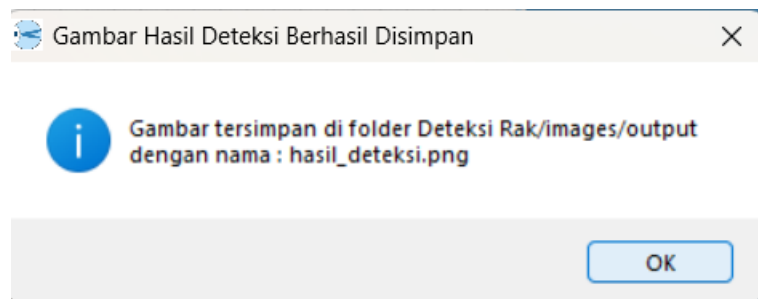 Gambar Hasil Deteksi Berhasil Disimpan
Gambar tersimpan di folder Deteksi Rak/images/output
dengan nama : hasil_deteksi.png
OK